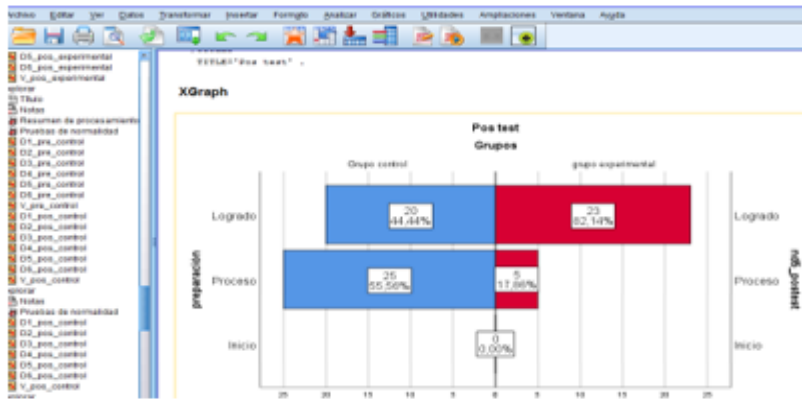 Archivo Editar Ver Datos Transformar Insertar Formato Analizar Gráficos Utilidades Ampliaciones Ventana Ayuda
D5_pos_experimental
D6_pos_experimental
V_pos_experimental
explorar
Título
Notas
Resumen de procesamiento
Pruebas de normalidad
D1_pre_control
D2_pre_control
D3_pre_control
D4_pre_control
D5_pre_control
D6_pre_control
V_pre_control
D1_pos_control
D2_pos_control
D3_pos_control
D4_pos_control
D5_pos_control
D6_pos_control
V_pos_control
explorar
Notas
Pruebas de normalidad
D1_pos_control
D2_pos_control
D3_pos_control
D4_pos_control
D5_pos_control
D6_pos_control
V_pos_control
TITLE='Pos test' .
XGraph
Pos test
Grupos
Grupo control grupo experimental
preparación
Logrado 20 23 Logrado
44,44% 82,14%
Proceso 25 5 Proceso
55,56% 17,86%
Inicio 0 Inicio
0,00%
nd6_postest
25 20 15 10 5 0 5 10 15 20 25